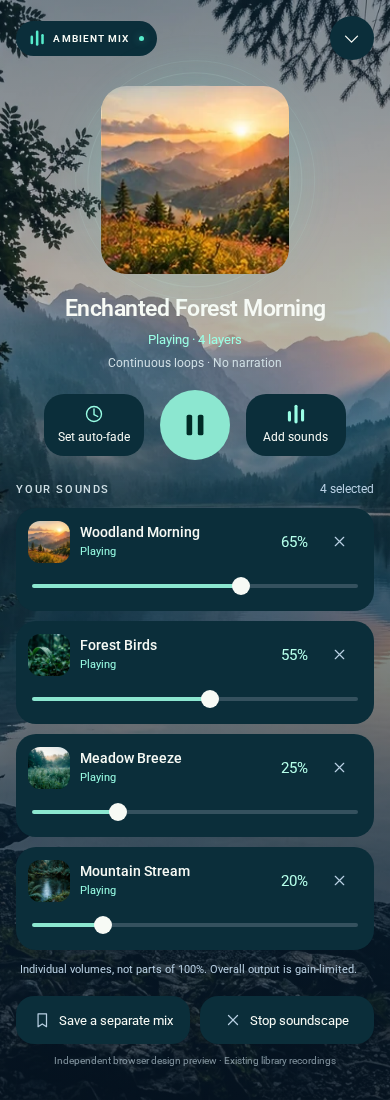 AMBIENT MIX
Enchanted Forest Morning
Playing · 4 layers
Continuous loops · No narration
Set auto-fade
Add sounds
YOUR SOUNDS
4 selected
Woodland Morning
Playing
65%
Forest Birds
Playing
55%
Meadow Breeze
Playing
25%
Mountain Stream
Playing
20%
Individual volumes, not parts of 100%. Overall output is gain-limited.
Save a separate mix
Stop soundscape
Independent browser design preview · Existing library recordings